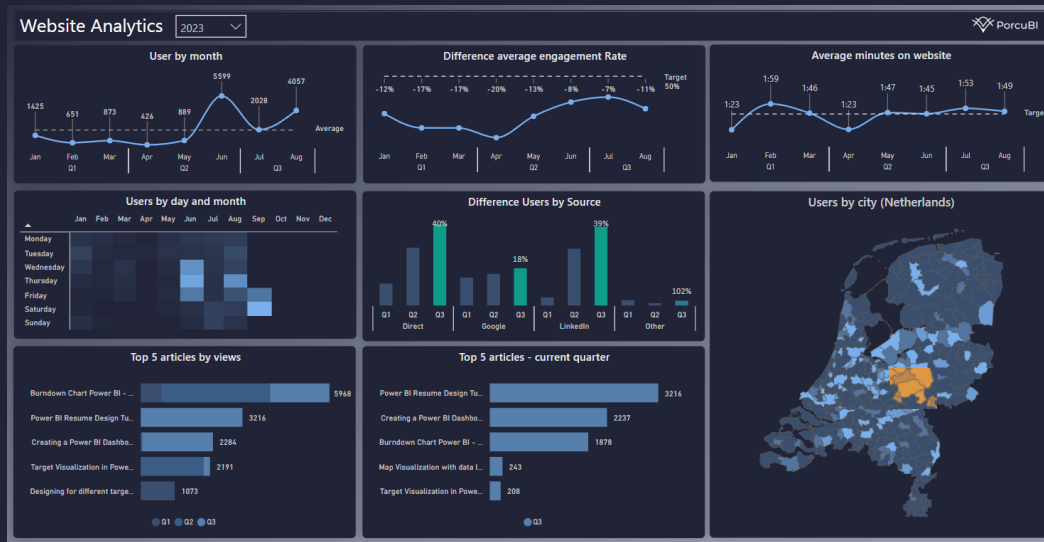 Website Analytics
2023
PorcuBI
User by month
1425
651
873
426
889
5599
2028
4057
Average
Jan Feb Mar Apr May Jun Jul Aug
Q1 Q2 Q3
Difference average engagement Rate
Target
50%
-12% -17% -17% -20% -13% -8% -7% -11%
Jan Feb Mar Apr May Jun Jul Aug
Q1 Q2 Q3
Average minutes on website
1:23 1:59 1:46 1:23 1:47 1:45 1:53 1:49
Target
Jan Feb Mar Apr May Jun Jul Aug
Q1 Q2 Q3
Users by day and month
Jan Feb Mar Apr May Jun Jul Aug Sep Oct Nov Dec
Monday
Tuesday
Wednesday
Thursday
Friday
Saturday
Sunday
Difference Users by Source
40% 18% 39% 102%
Q1 Q2 Q3 Q1 Q2 Q3 Q1 Q2 Q3 Q1 Q2 Q3
Direct Google LinkedIn Other
Users by city (Netherlands)
Top 5 articles by views
Burndown Chart Power BI - ... 5968
Power BI Resume Design Tu... 3216
Creating a Power BI Dashbo... 2284
Target Visualization in Powe... 2191
Designing for different targe... 1073
Q1 Q2 Q3
Top 5 articles - current quarter
Power BI Resume Design Tu... 3216
Creating a Power BI Dashbo... 2237
Burndown Chart Power BI - ... 1878
Map Visualization with data l... 243
Target Visualization in Powe... 208
Q3